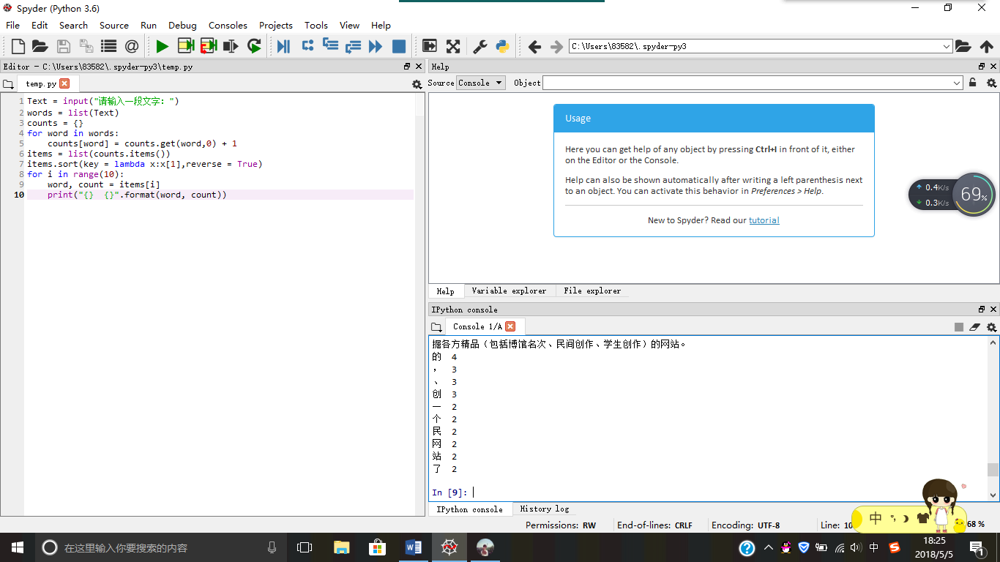 Spyder (Python 3.6)
File Edit Search Source Run Debug Consoles Projects Tools View Help
C:\Users\83582\.spyder-py3
Editor - C:\Users\83582\.spyder-py3\temp.py
temp.py
1 Text = input("请输入一段文字: ")
2 words = list(Text)
3 counts = {}
4 for word in words:
5     counts[word] = counts.get(word,0) + 1
6 items = list(counts.items())
7 items.sort(key = lambda x:x[1],reverse = True)
8 for i in range(10):
9     word, count = items[i]
10     print("{}  {}".format(word, count))
Help
Source Console Object
Usage
Here you can get help of any object by pressing Ctrl+I in front of it, either
on the Editor or the Console.
Help can also be shown automatically after writing a left parenthesis next
to an object. You can activate this behavior in Preferences > Help.
New to Spyder? Read our tutorial
0.4K/s
0.3K/s
69%
Help Variable explorer File explorer
IPython console
Console 1/A
掘各方精品（包括博馆名次、民间创作、学生创作）的网站。
的  4
，  3
、  3
创  3
一  2
个  2
民  2
网  2
站  2
了  2
In [9]:
IPython console History log
中
Permissions: RW End-of-lines: CRLF Encoding: UTF-8 Line: 10 68 %
在这里输入你要搜索的内容
中
18:25
2018/5/5
1